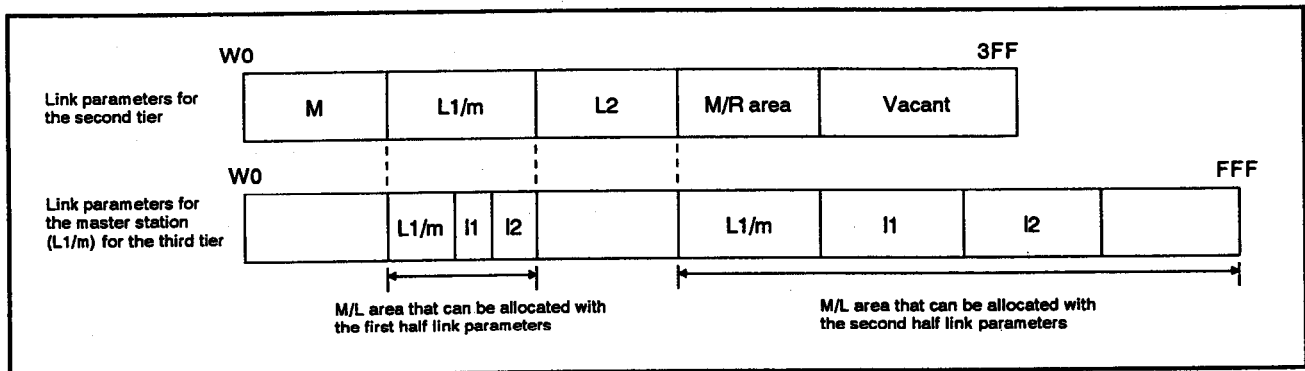 W0
3FF
Link parameters for
the second tier
M
L1/m
L2
M/R area
Vacant
W0
FFF
Link parameters for
the master station
(L1/m) for the third tier
L1/m
l1
l2
L1/m
l1
l2
M/L area that can be allocated with
the first half link parameters
M/L area that can be allocated with
the second half link parameters